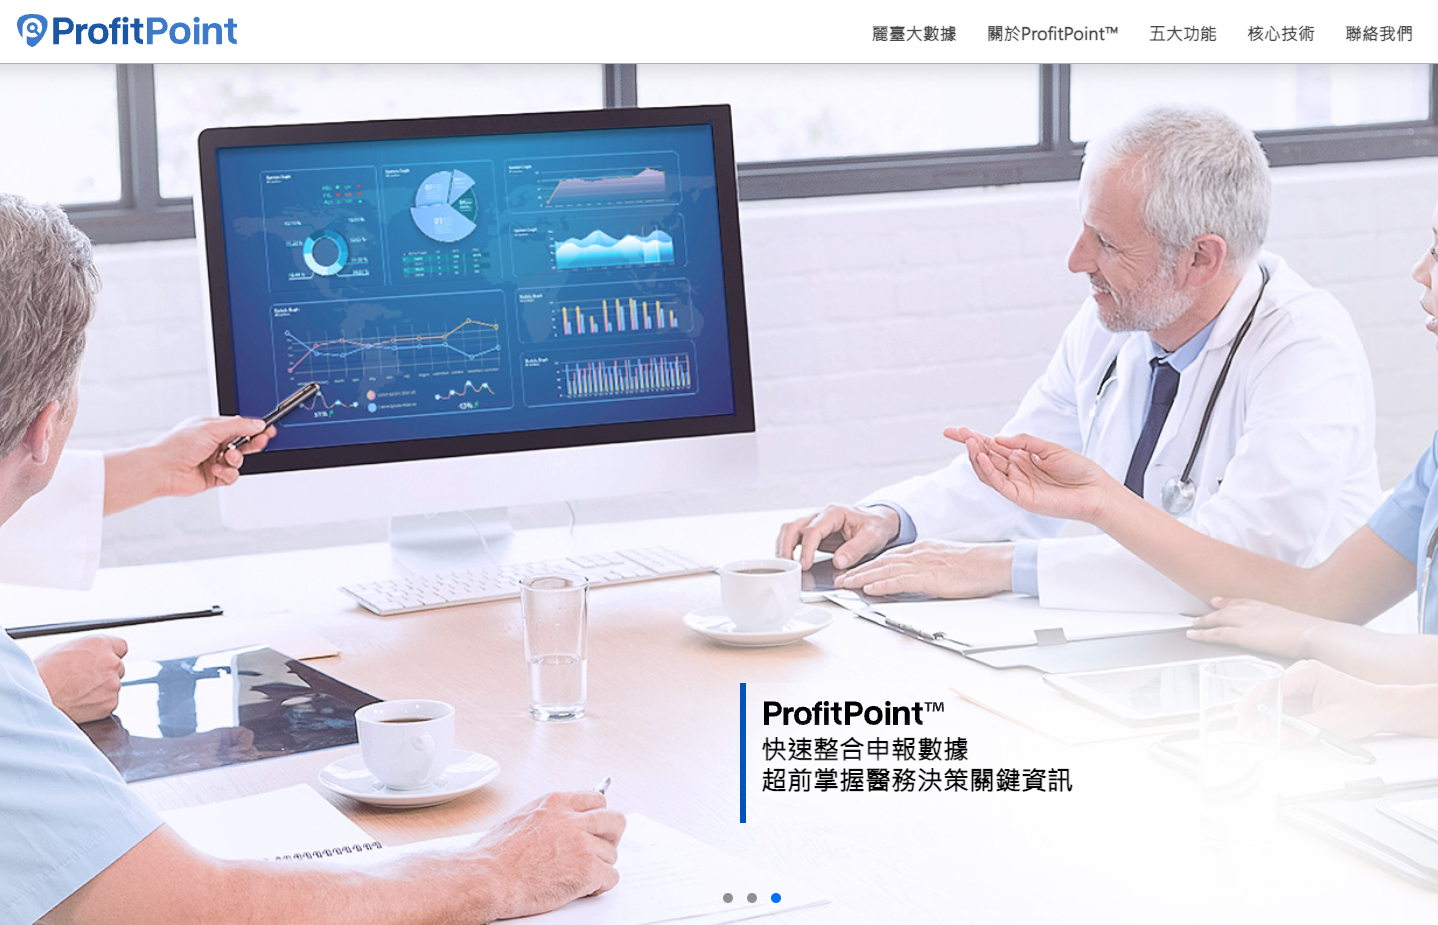 ProfitPoint
麗臺大數據
關於ProfitPoint™
五大功能
核心技術
聯絡我們
ProfitPoint™
快速整合申報數據
超前掌握醫務決策關鍵資訊